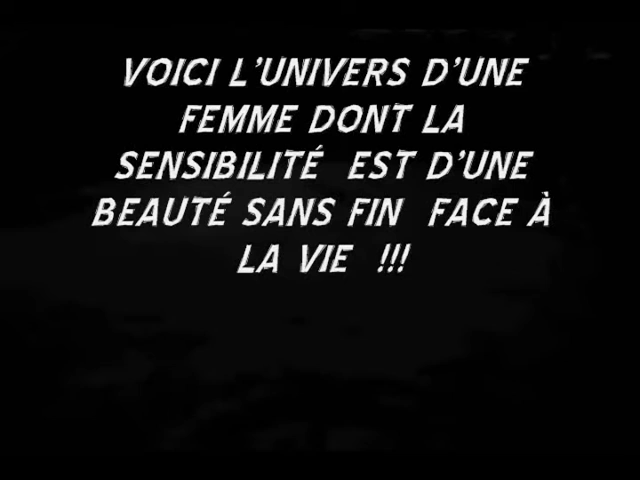 VOICI L'UNIVERS D'UNE
FEMME DONT LA
SENSIBILITÉ EST D'UNE
BEAUTÉ SANS FIN FACE À
LA VIE !!!